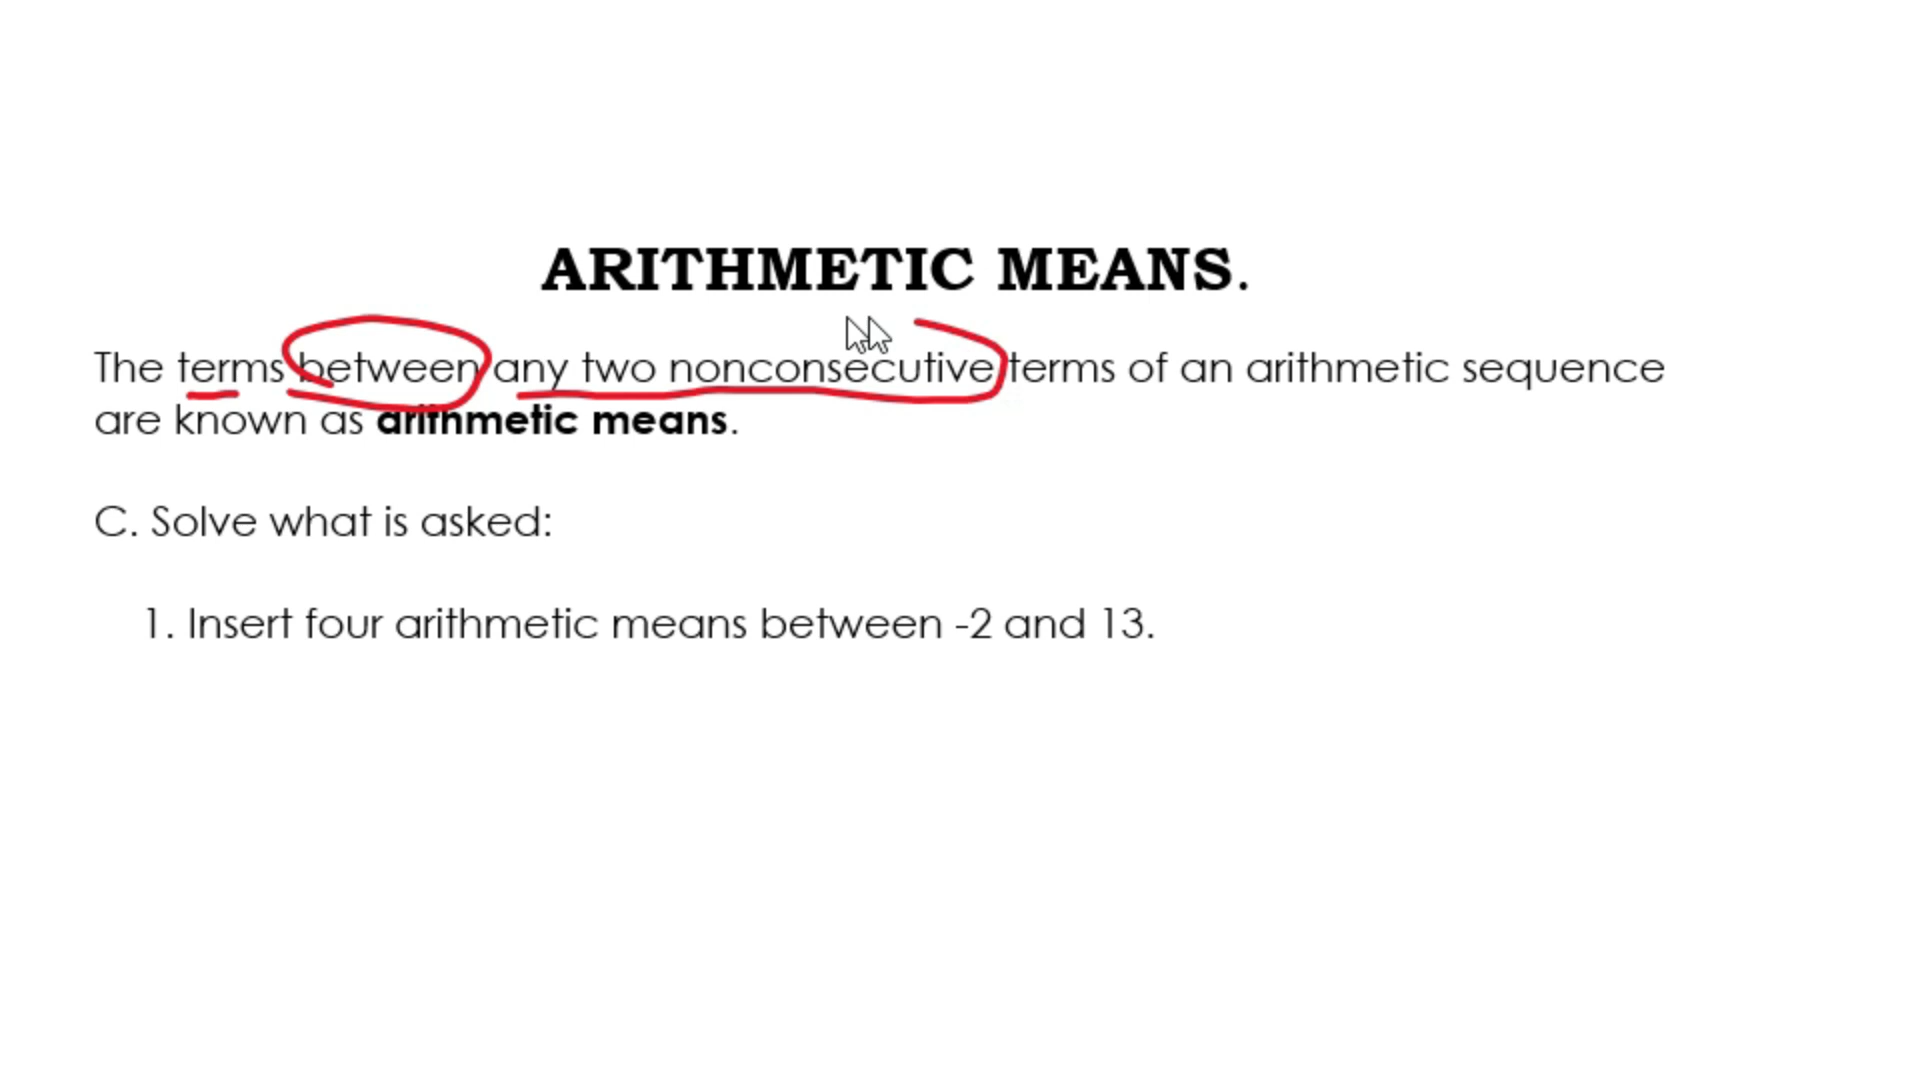 ARITHMETIC MEANS.
The terms between any two nonconsecutive terms of an arithmetic sequence
are known as arithmetic means.
C. Solve what is asked:
1. Insert four arithmetic means between -2 and 13.